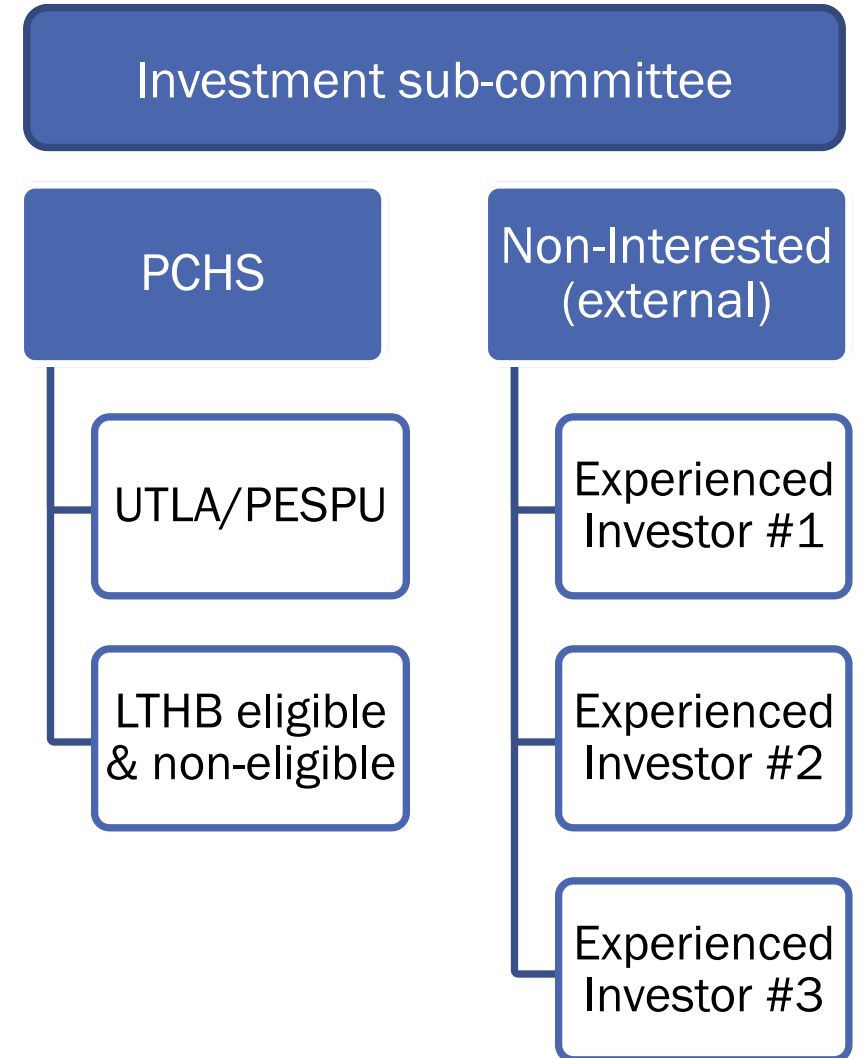 Investment sub-committee
PCHS
UTLA/PESPU
LTHB eligible
& non-eligible
Non-Interested
(external)
Experienced
Investor #1
Experienced
Investor #2
Experienced
Investor #3